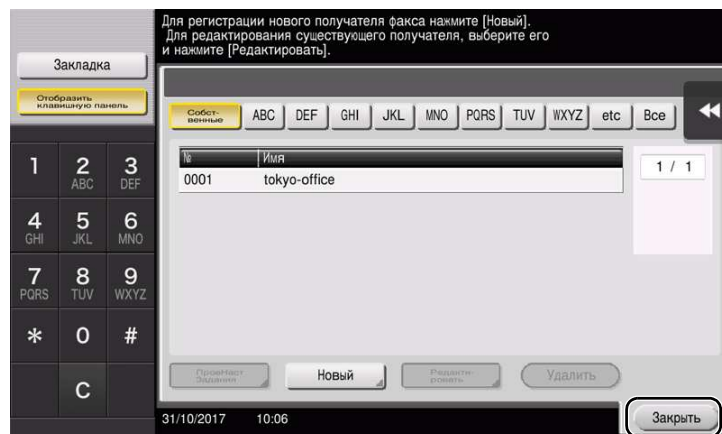 Для регистрации нового получателя факса нажмите [Новый].
Для редактирования существующего получателя, выберите его
и нажмите [Редактировать].
Закладка
Отобразить
клавишную панель
Собст-
венные
ABC DEF GHI JKL MNO PQRS TUV WXYZ etc Все
№ Имя
1 / 1
0001 tokyo-office
1 2 ABC 3 DEF
4 GHI 5 JKL 6 MNO
7 PQRS 8 TUV 9 WXYZ
* 0 #
C
ПровНаст
Задания
Новый
Редакти-
ровать
Удалить
31/10/2017 10:06
Закрыть